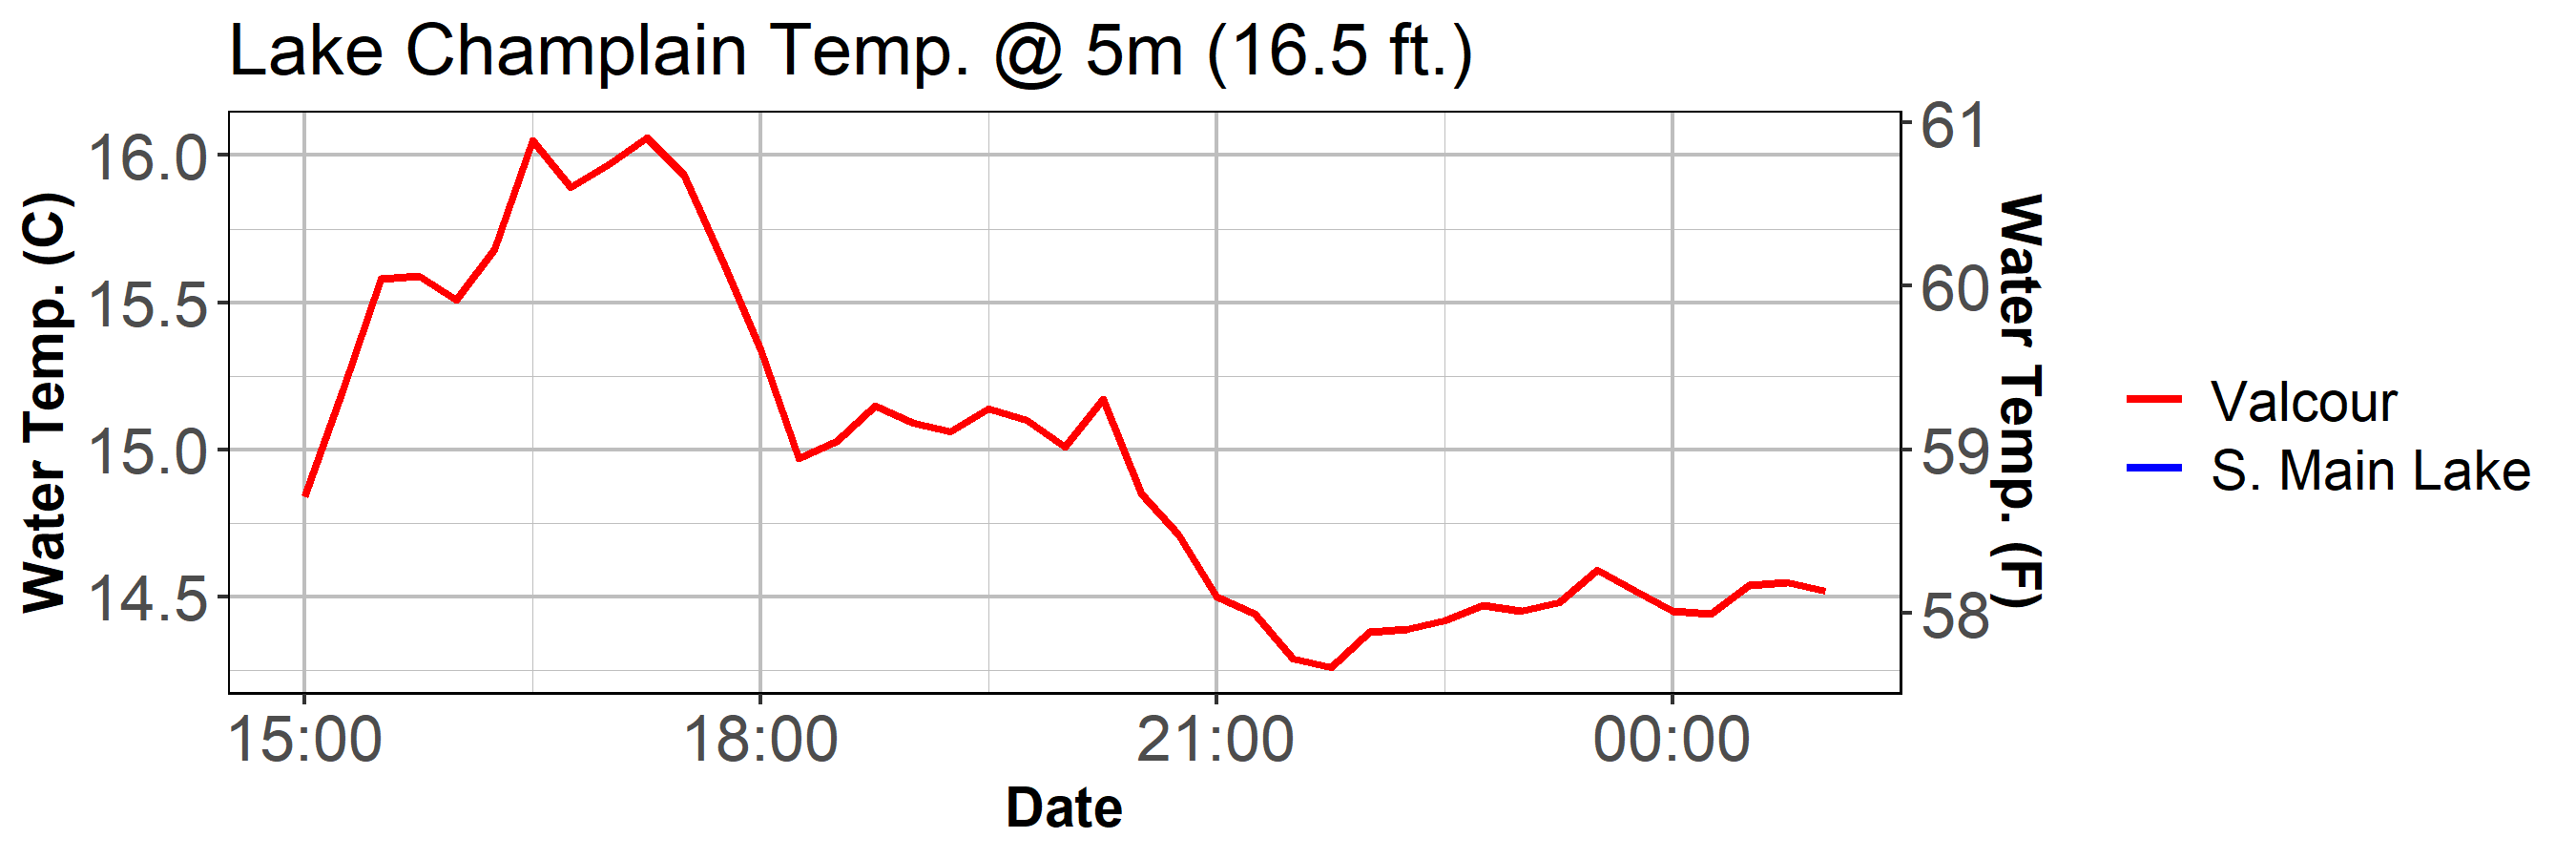 Lake Champlain Temp. @ 5m (16.5 ft.)
Water Temp. (C)
16.0
15.5
15.0
14.5
61
60
59
58
Water Temp. (F)
15:00 18:00 21:00 00:00
Date
Valcour
S. Main Lake